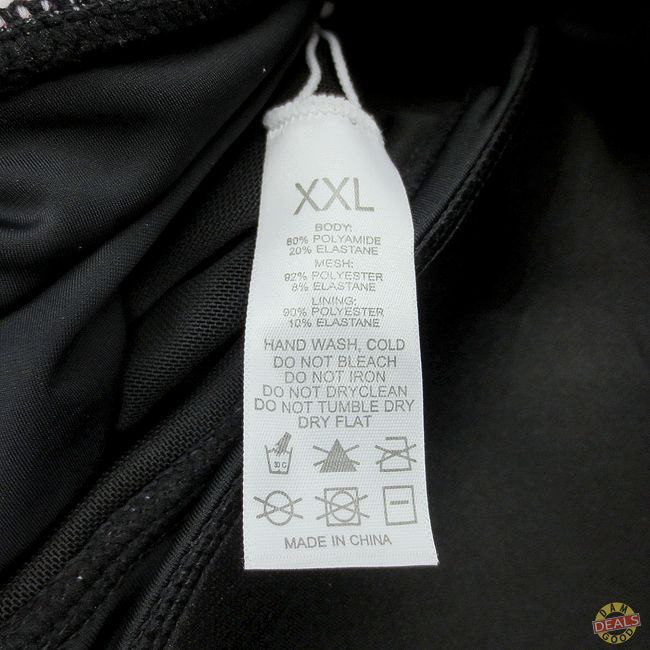 XXL
BODY:
80% POLYAMIDE
20% ELASTANE
MESH:
92% POLYESTER
8% ELASTANE
LINING:
90% POLYESTER
10% ELASTANE
HAND WASH, COLD
DO NOT BLEACH
DO NOT IRON
DO NOT DRYCLEAN
DO NOT TUMBLE DRY
DRY FLAT
30 C
MADE IN CHINA
DAM
DEALS
GOOD